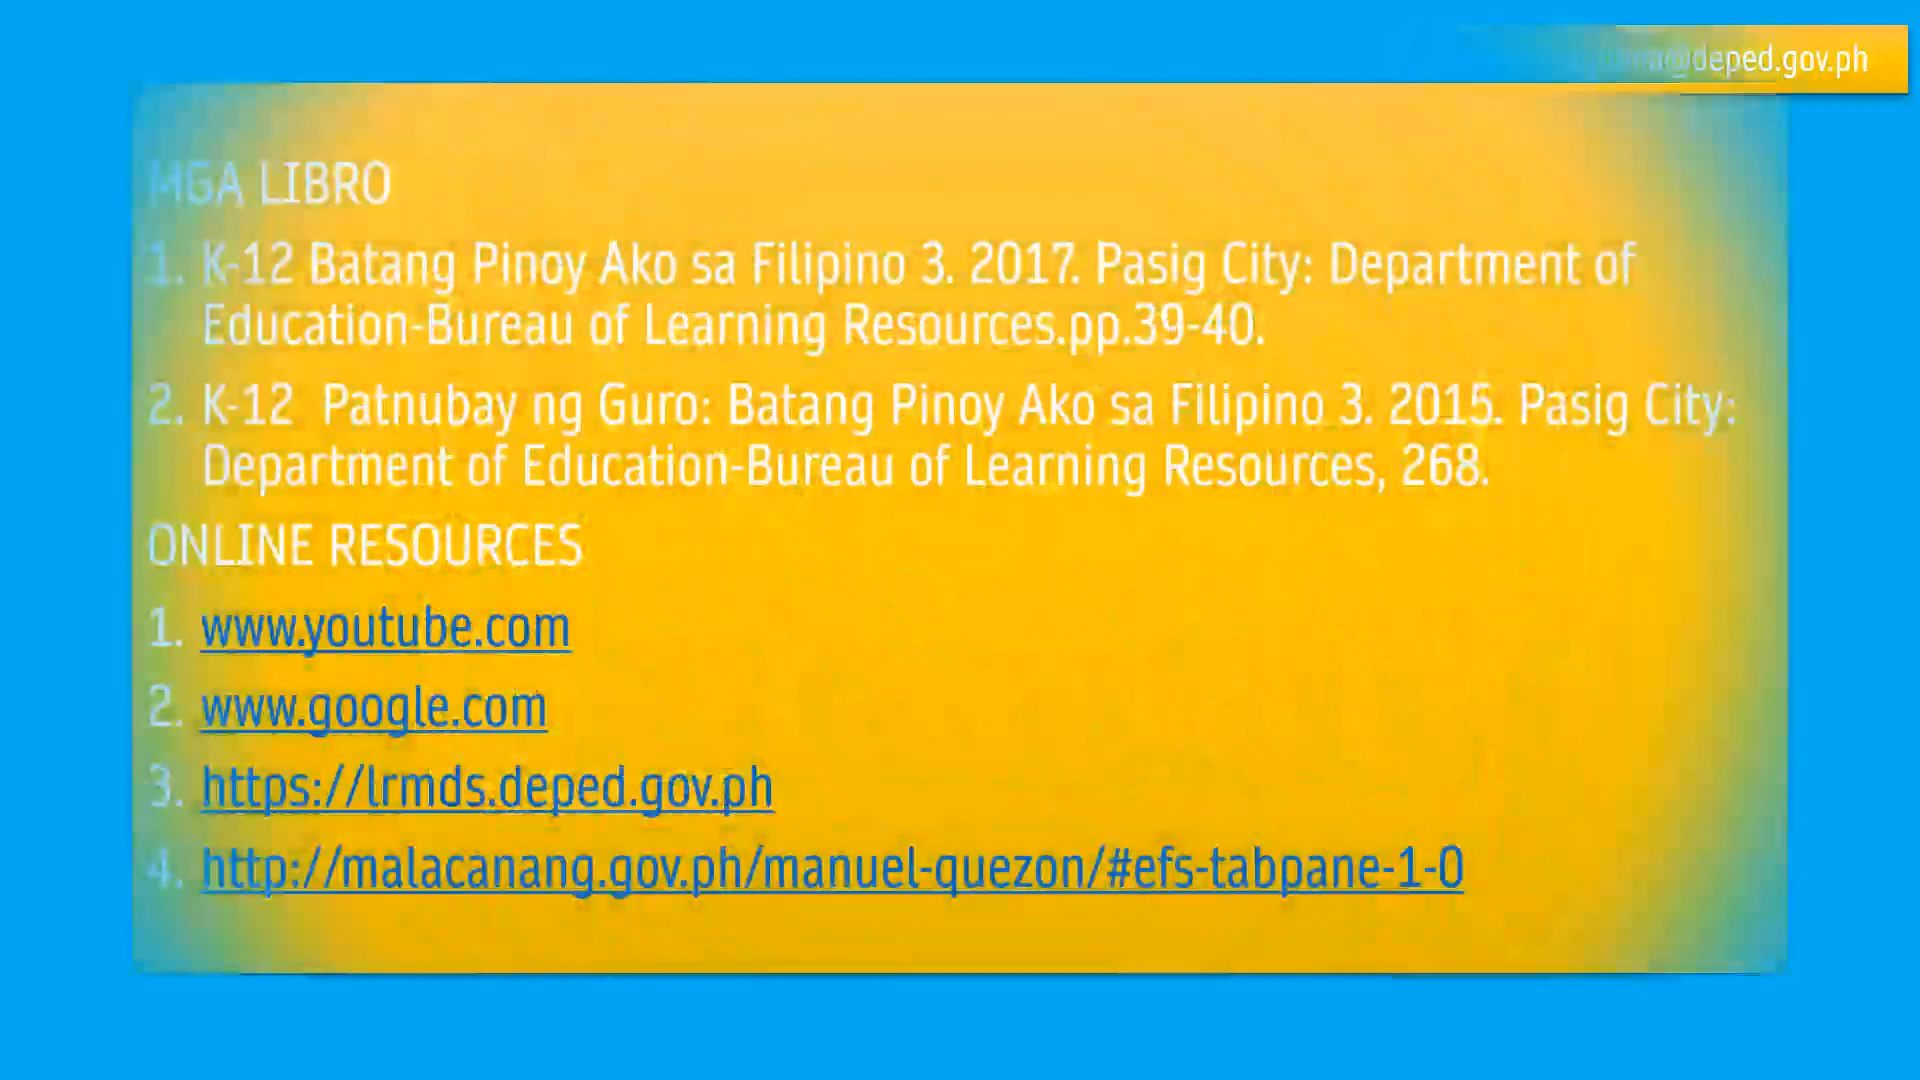 @deped.gov.ph
MGA LIBRO
1. K-12 Batang Pinoy Ako sa Filipino 3. 2017. Pasig City: Department of
Education-Bureau of Learning Resources.pp.39-40.
2. K-12 Patnubay ng Guro: Batang Pinoy Ako sa Filipino 3. 2015. Pasig City:
Department of Education-Bureau of Learning Resources, 268.
ONLINE RESOURCES
1. www.youtube.com
2. www.google.com
3. https://lrmds.deped.gov.ph
4. http://malacanang.gov.ph/manuel-quezon/#efs-tabpane-1-0